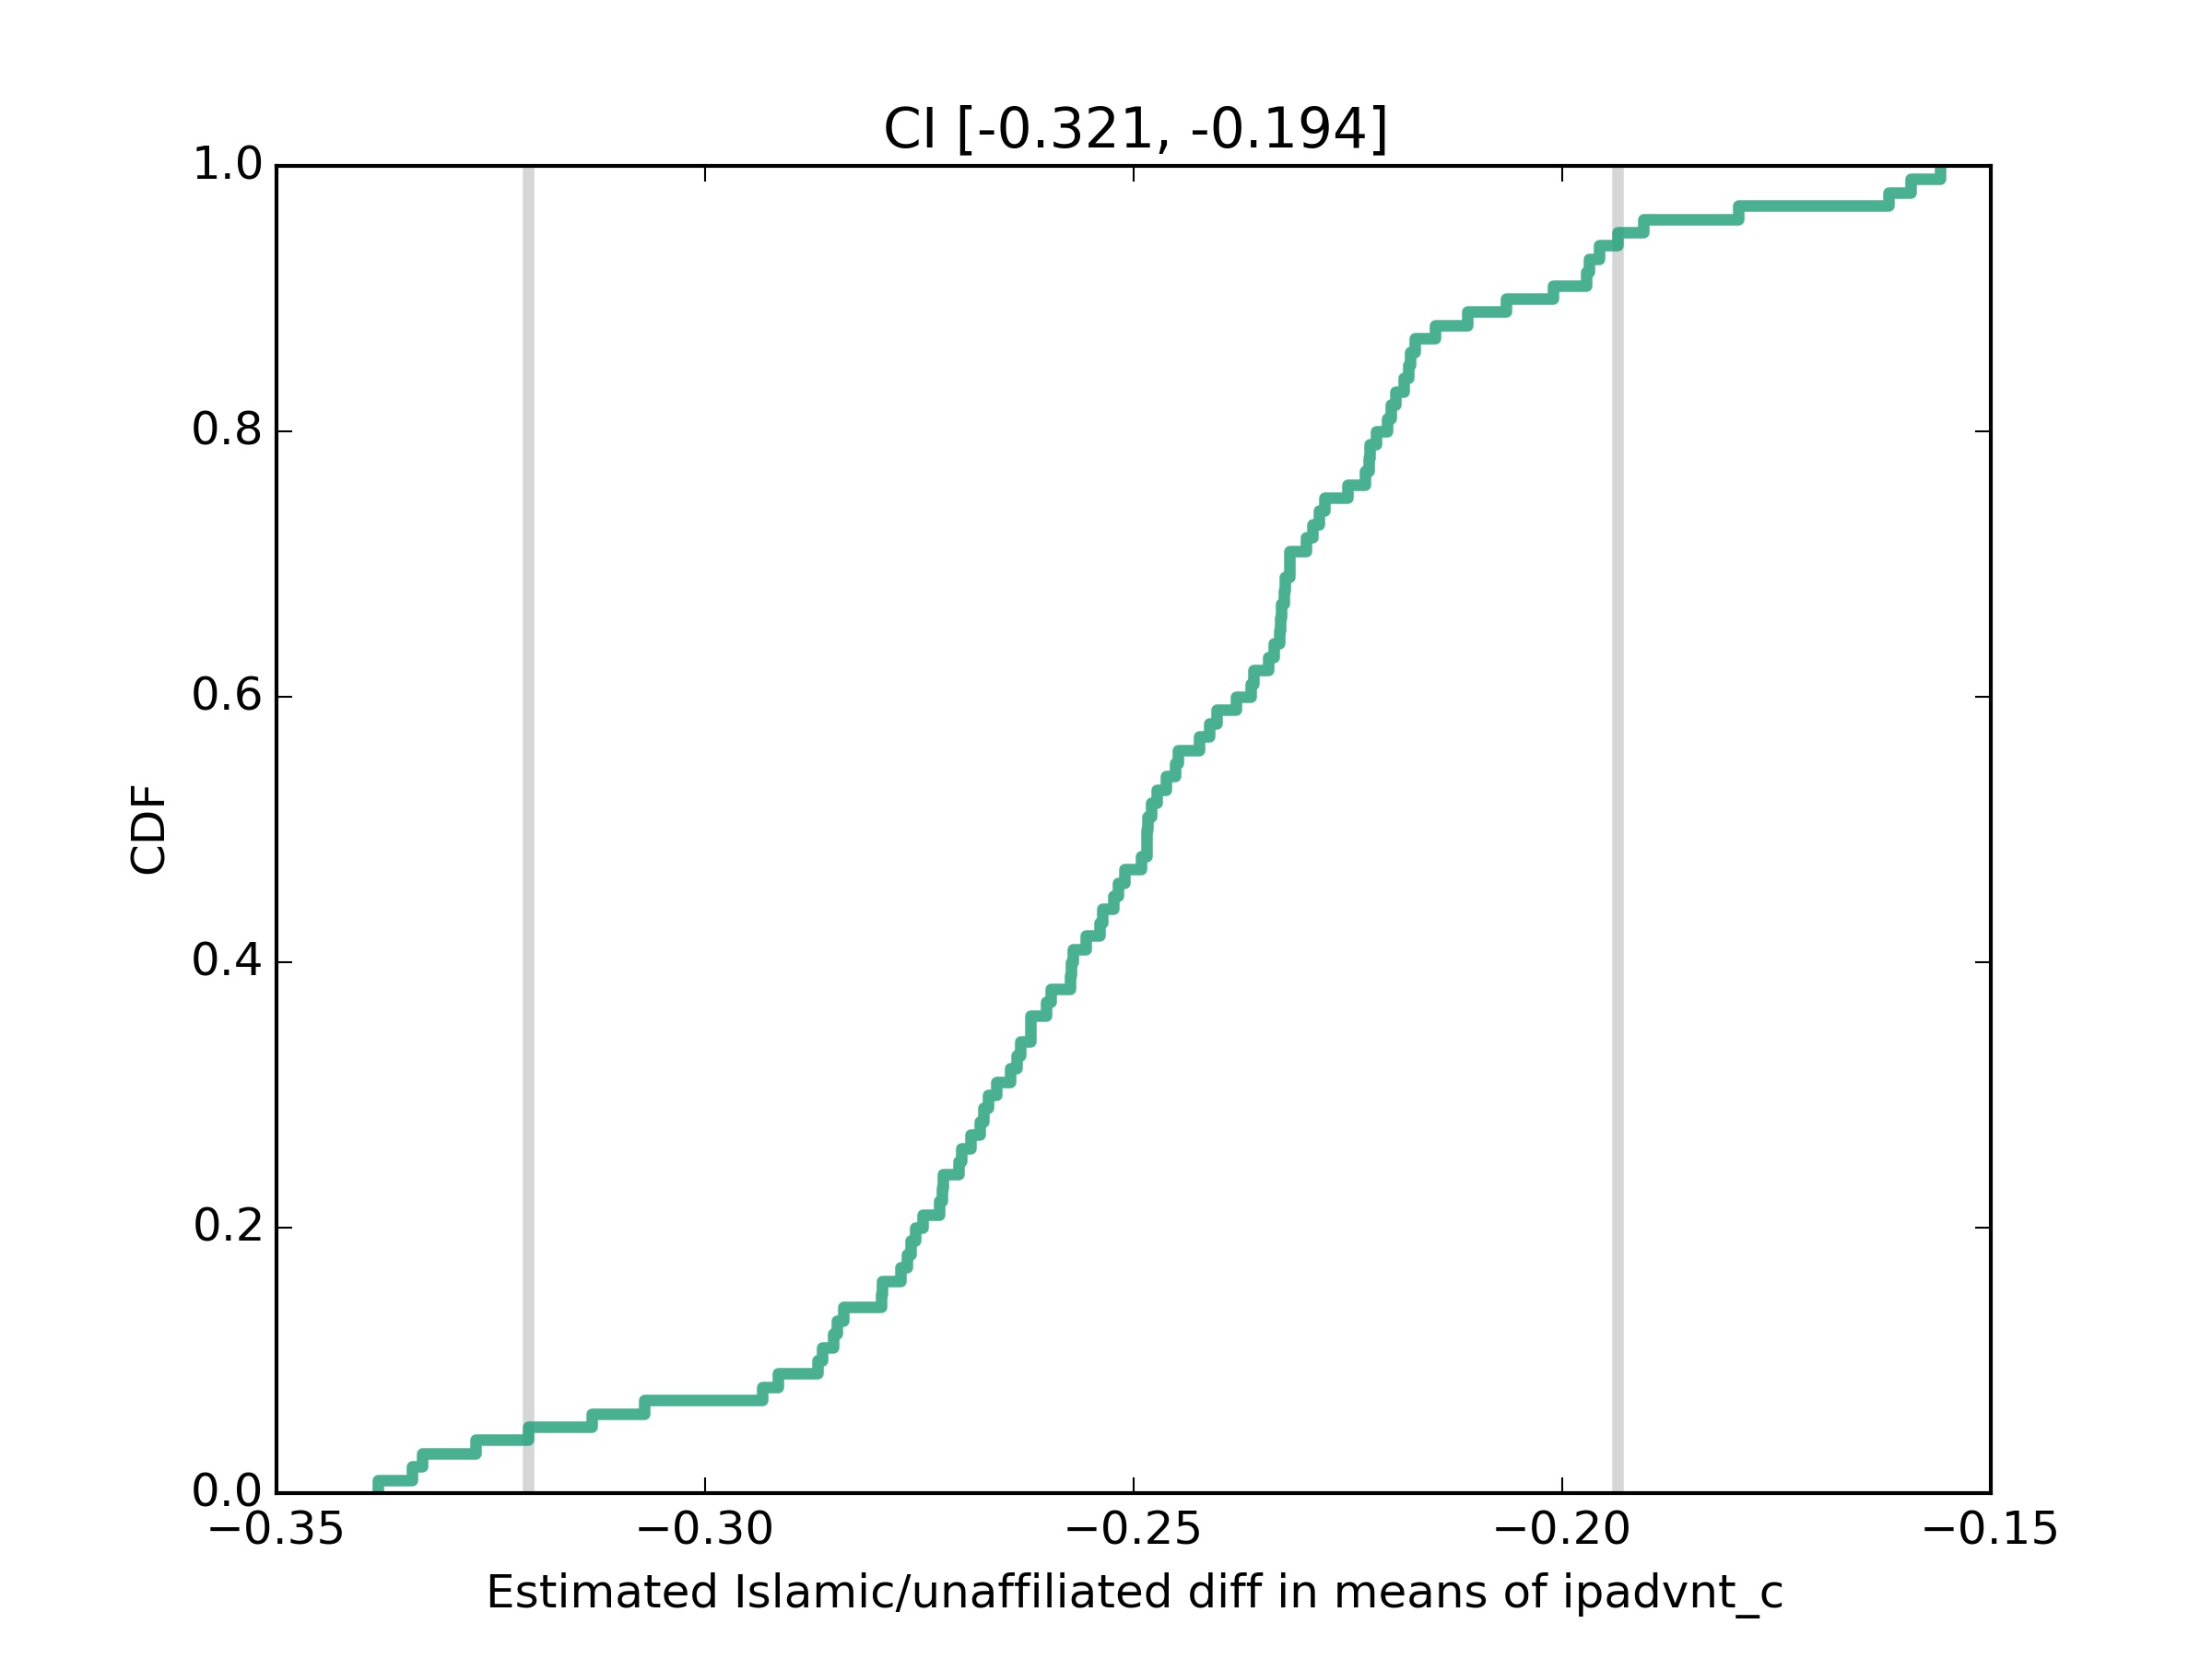 CI [-0.321, -0.194]
1.0
0.8
0.6
0.4
0.2
0.0
CDF
−0.35 −0.30 −0.25 −0.20 −0.15
Estimated Islamic/unaffiliated diff in means of ipadvnt_c